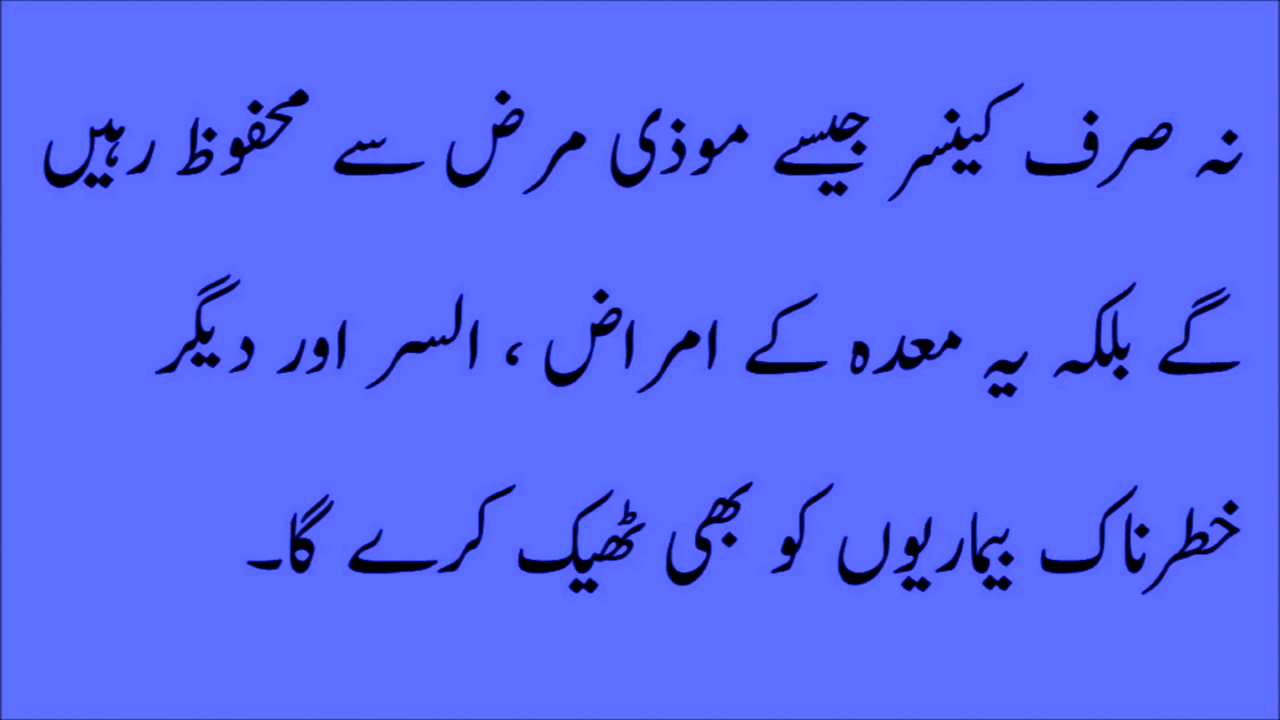 نہ صرف کینسر جیسے موذی مرض سے محفوظ رہیں
گے بلکہ یہ معدہ کے امراض ، السر اور دیگر
خطرناک بیماریوں کو بھی ٹھیک کرے گا۔